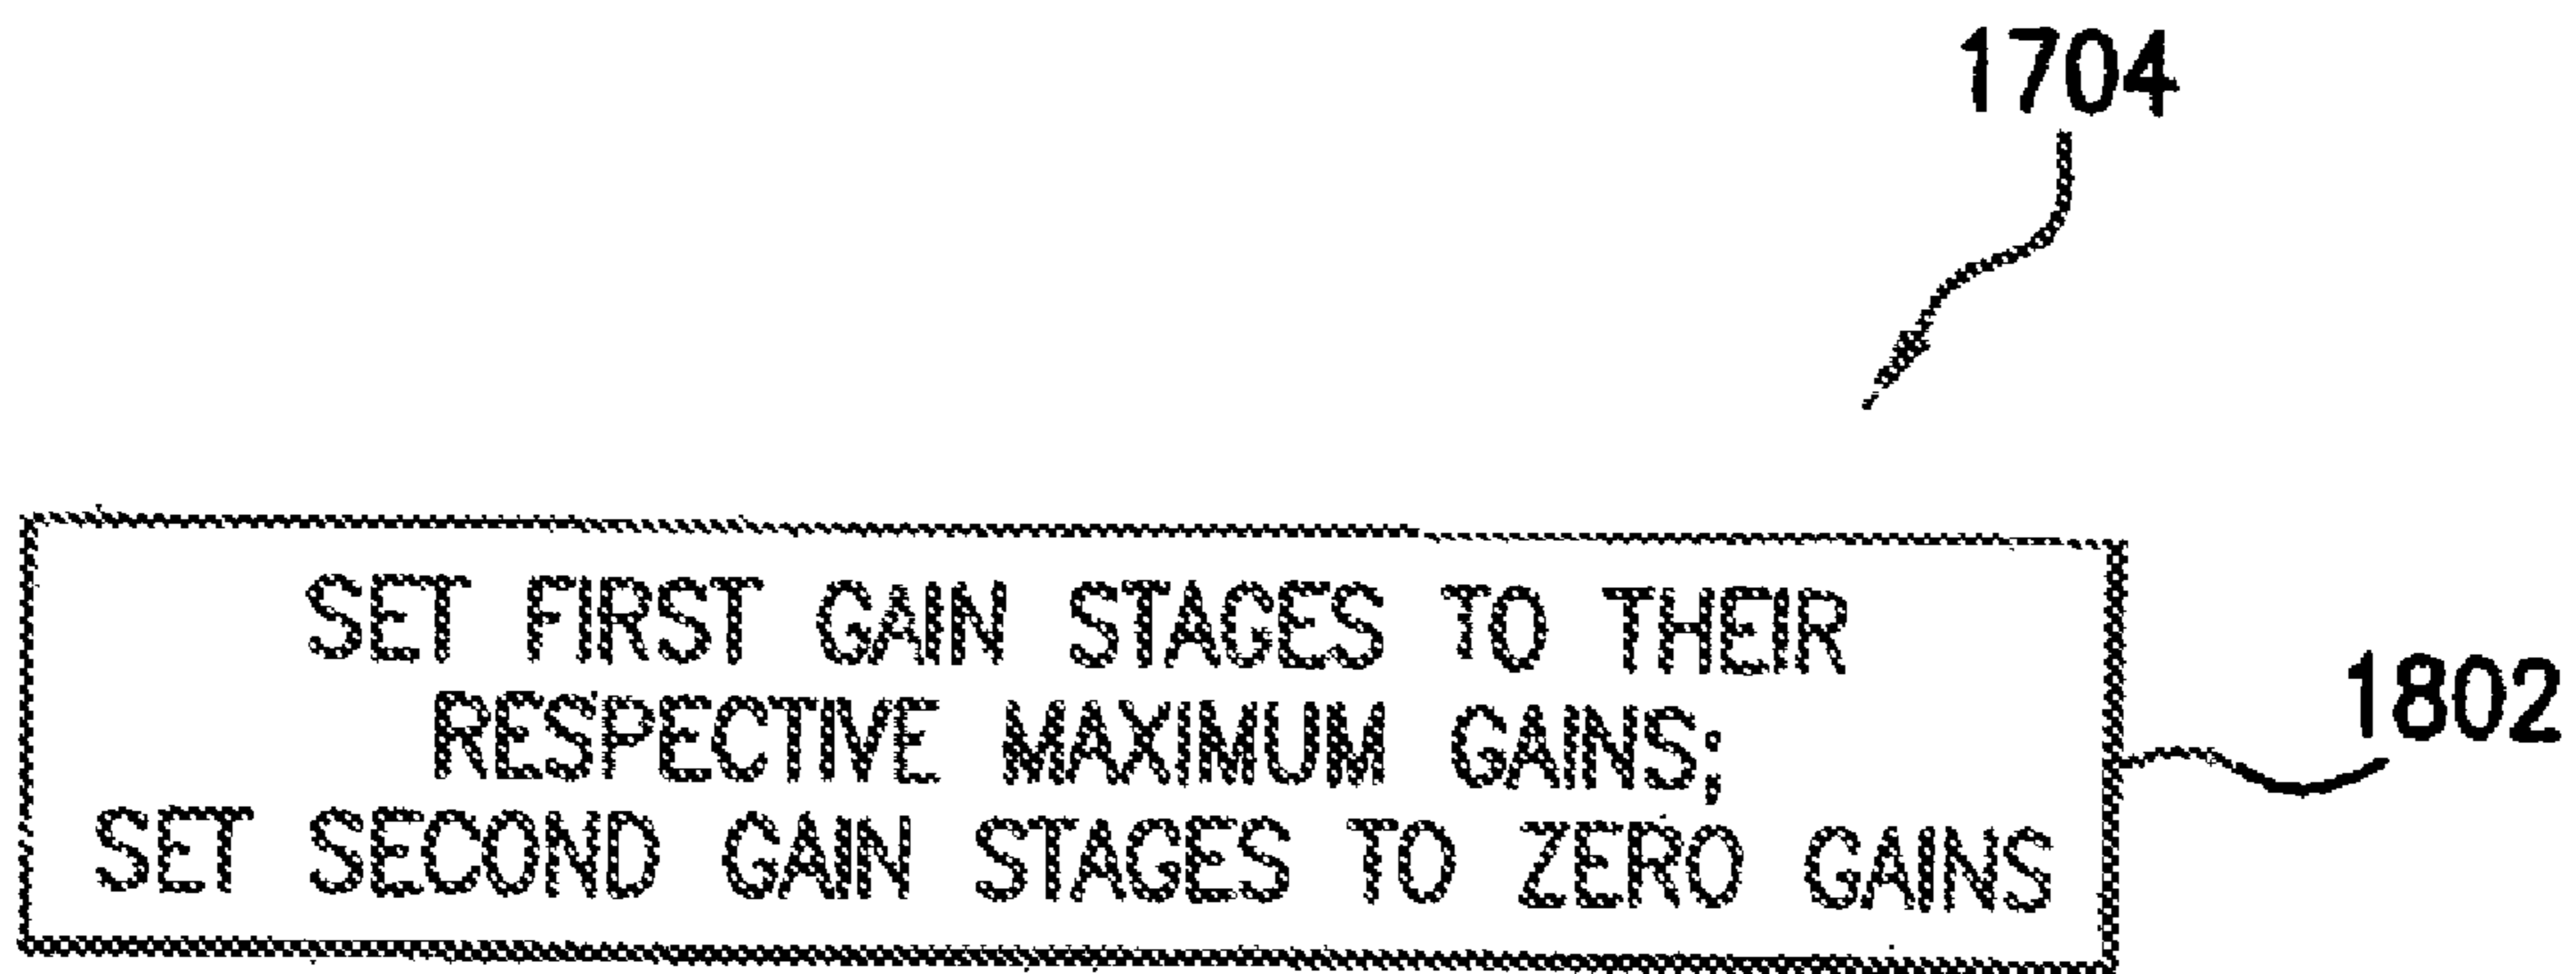 1704
SET FIRST GAIN STAGES TO THEIR
RESPECTIVE MAXIMUM GAINS;
1802
SET SECOND GAIN STAGES TO ZERO GAINS